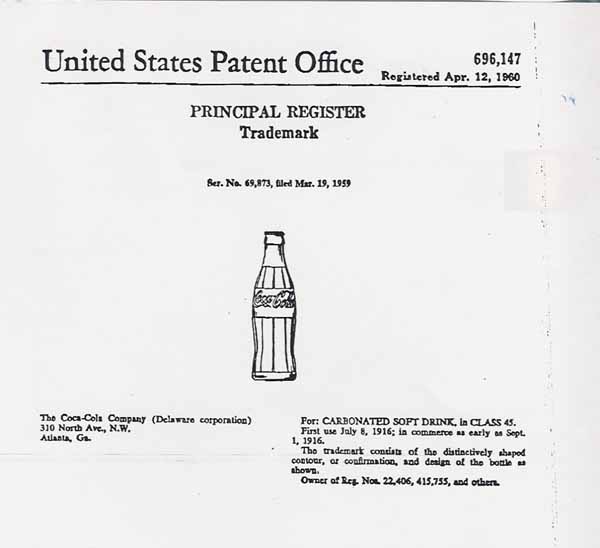 United States Patent Office
696,147
Registered Apr. 12, 1960
PRINCIPAL REGISTER
Trademark
Ser. No. 69,873, filed Mar. 19, 1959
Coca-Cola
The Coca-Cola Company (Delaware corporation)
310 North Ave., N.W.
Atlanta, Ga.
For: CARBONATED SOFT DRINK, in CLASS 45.
First use July 8, 1916; in commerce as early as Sept.
1, 1916.
The trademark consists of the distinctively shaped
contour, or confirmation, and design of the bottle as
shown.
Owner of Reg. Nos. 22,406, 415,755, and others.